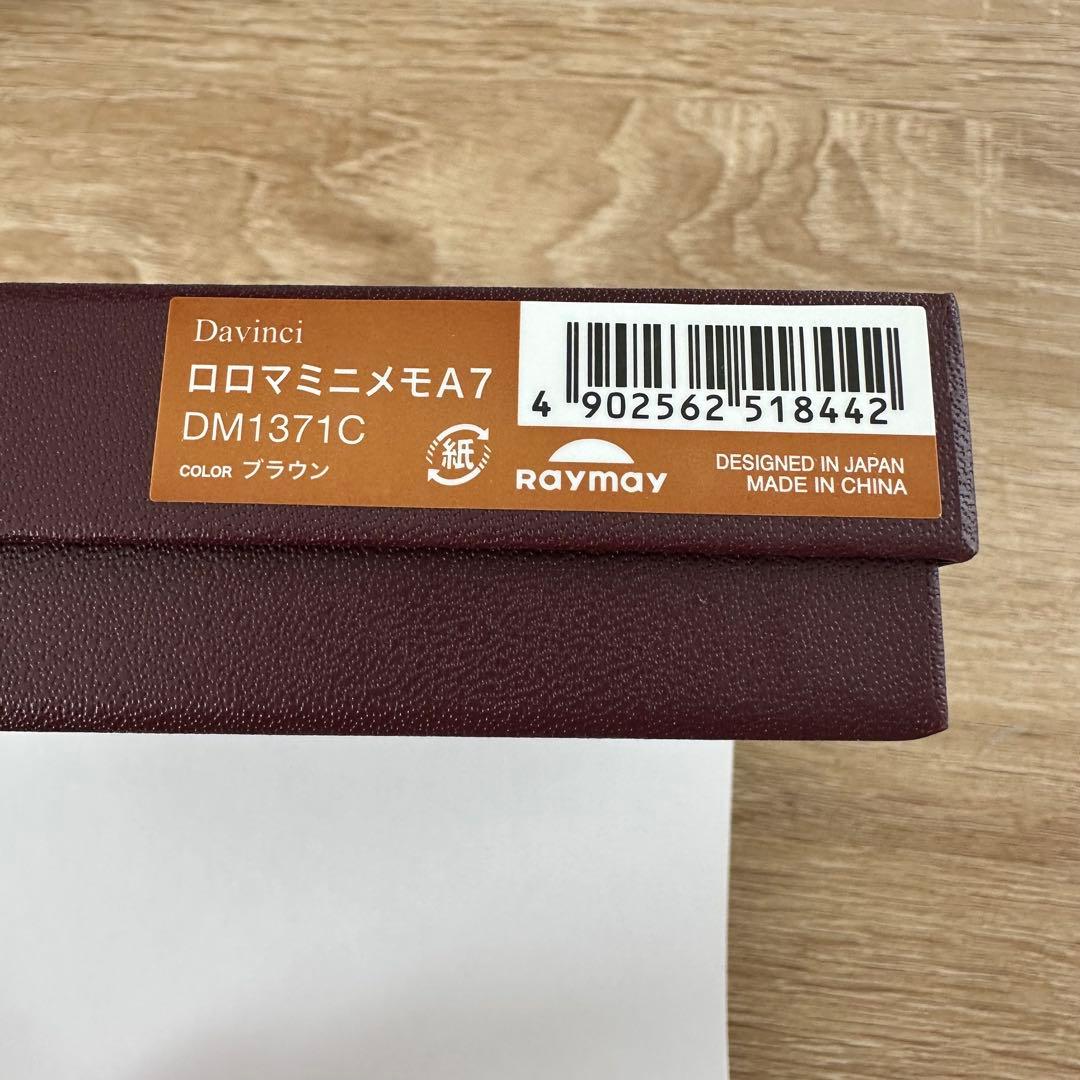 Davinci
ロロマミニメモA7
DM1371C
COLOR ブラウン
紙
Raymay
4 902562 518442
DESIGNED IN JAPAN
MADE IN CHINA